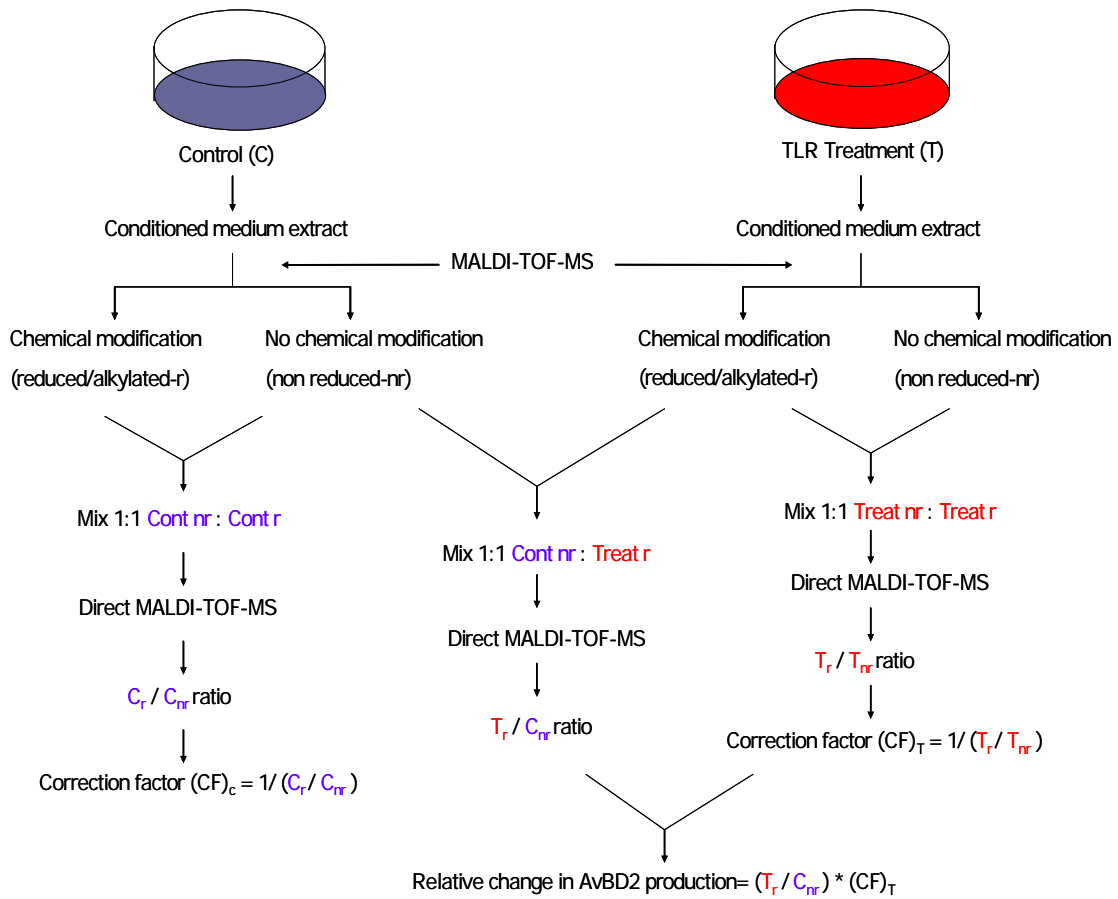 Control (C)
TLR Treatment (T)
Conditioned medium extract
Conditioned medium extract
MALDI-TOF-MS
Chemical modification
(reduced/alkylated-r)
No chemical modification
(non reduced-nr)
Chemical modification
(reduced/alkylated-r)
No chemical modification
(non reduced-nr)
Mix 1:1 Cont nr : Cont r
Direct MALDI-TOF-MS
Cr / Cnr ratio
Correction factor (CF)c = 1/ (Cr / Cnr )
Mix 1:1 Cont nr : Treat r
Direct MALDI-TOF-MS
Tr / Cnr ratio
Mix 1:1 Treat nr : Treat r
Direct MALDI-TOF-MS
Tr / Tnr ratio
Correction factor (CF)T = 1/ (Tr / Tnr )
Relative change in AvBD2 production= (Tr / Cnr ) * (CF)T